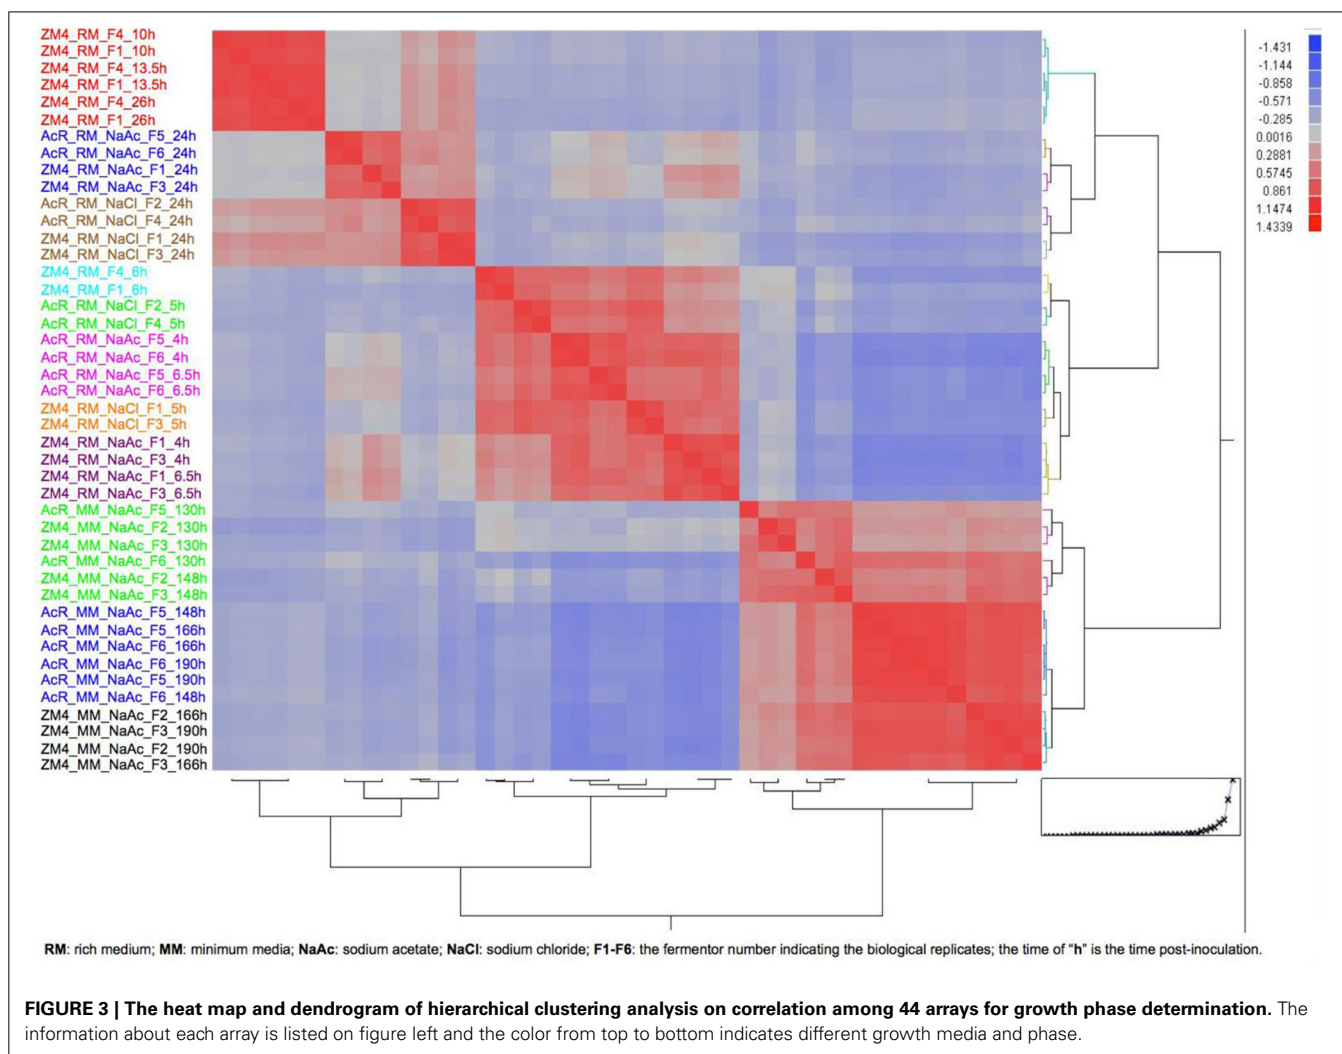 ZM4_RM_F4_10h
ZM4_RM_F1_10h
ZM4_RM_F4_13.5h
ZM4_RM_F1_13.5h
ZM4_RM_F4_26h
ZM4_RM_F1_26h
AcR_RM_NaAc_F5_24h
AcR_RM_NaAc_F6_24h
ZM4_RM_NaAc_F1_24h
ZM4_RM_NaAc_F3_24h
AcR_RM_NaCl_F2_24h
AcR_RM_NaCl_F4_24h
ZM4_RM_NaCl_F1_24h
ZM4_RM_NaCl_F3_24h
ZM4_RM_F4_6h
ZM4_RM_F1_6h
AcR_RM_NaCl_F2_5h
AcR_RM_NaCl_F4_5h
AcR_RM_NaAc_F5_4h
AcR_RM_NaAc_F6_4h
AcR_RM_NaAc_F5_6.5h
AcR_RM_NaAc_F6_6.5h
ZM4_RM_NaCl_F1_5h
ZM4_RM_NaCl_F3_5h
ZM4_RM_NaAc_F1_4h
ZM4_RM_NaAc_F3_4h
ZM4_RM_NaAc_F1_6.5h
ZM4_RM_NaAc_F3_6.5h
AcR_MM_NaAc_F5_130h
ZM4_MM_NaAc_F2_130h
ZM4_MM_NaAc_F3_130h
AcR_MM_NaAc_F6_130h
ZM4_MM_NaAc_F2_148h
ZM4_MM_NaAc_F3_148h
AcR_MM_NaAc_F5_148h
AcR_MM_NaAc_F5_166h
AcR_MM_NaAc_F6_166h
AcR_MM_NaAc_F6_190h
AcR_MM_NaAc_F5_190h
AcR_MM_NaAc_F6_148h
ZM4_MM_NaAc_F2_166h
ZM4_MM_NaAc_F3_190h
ZM4_MM_NaAc_F2_190h
ZM4_MM_NaAc_F3_166h
-1.431
-1.144
-0.858
-0.571
-0.285
0.0016
0.2881
0.5745
0.861
1.1474
1.4339
RM: rich medium; MM: minimum media; NaAc: sodium acetate; NaCl: sodium chloride; F1-F6: the fermentor number indicating the biological replicates; the time of "h" is the time post-inoculation.
FIGURE 3 | The heat map and dendrogram of hierarchical clustering analysis on correlation among 44 arrays for growth phase determination. The
information about each array is listed on figure left and the color from top to bottom indicates different growth media and phase.